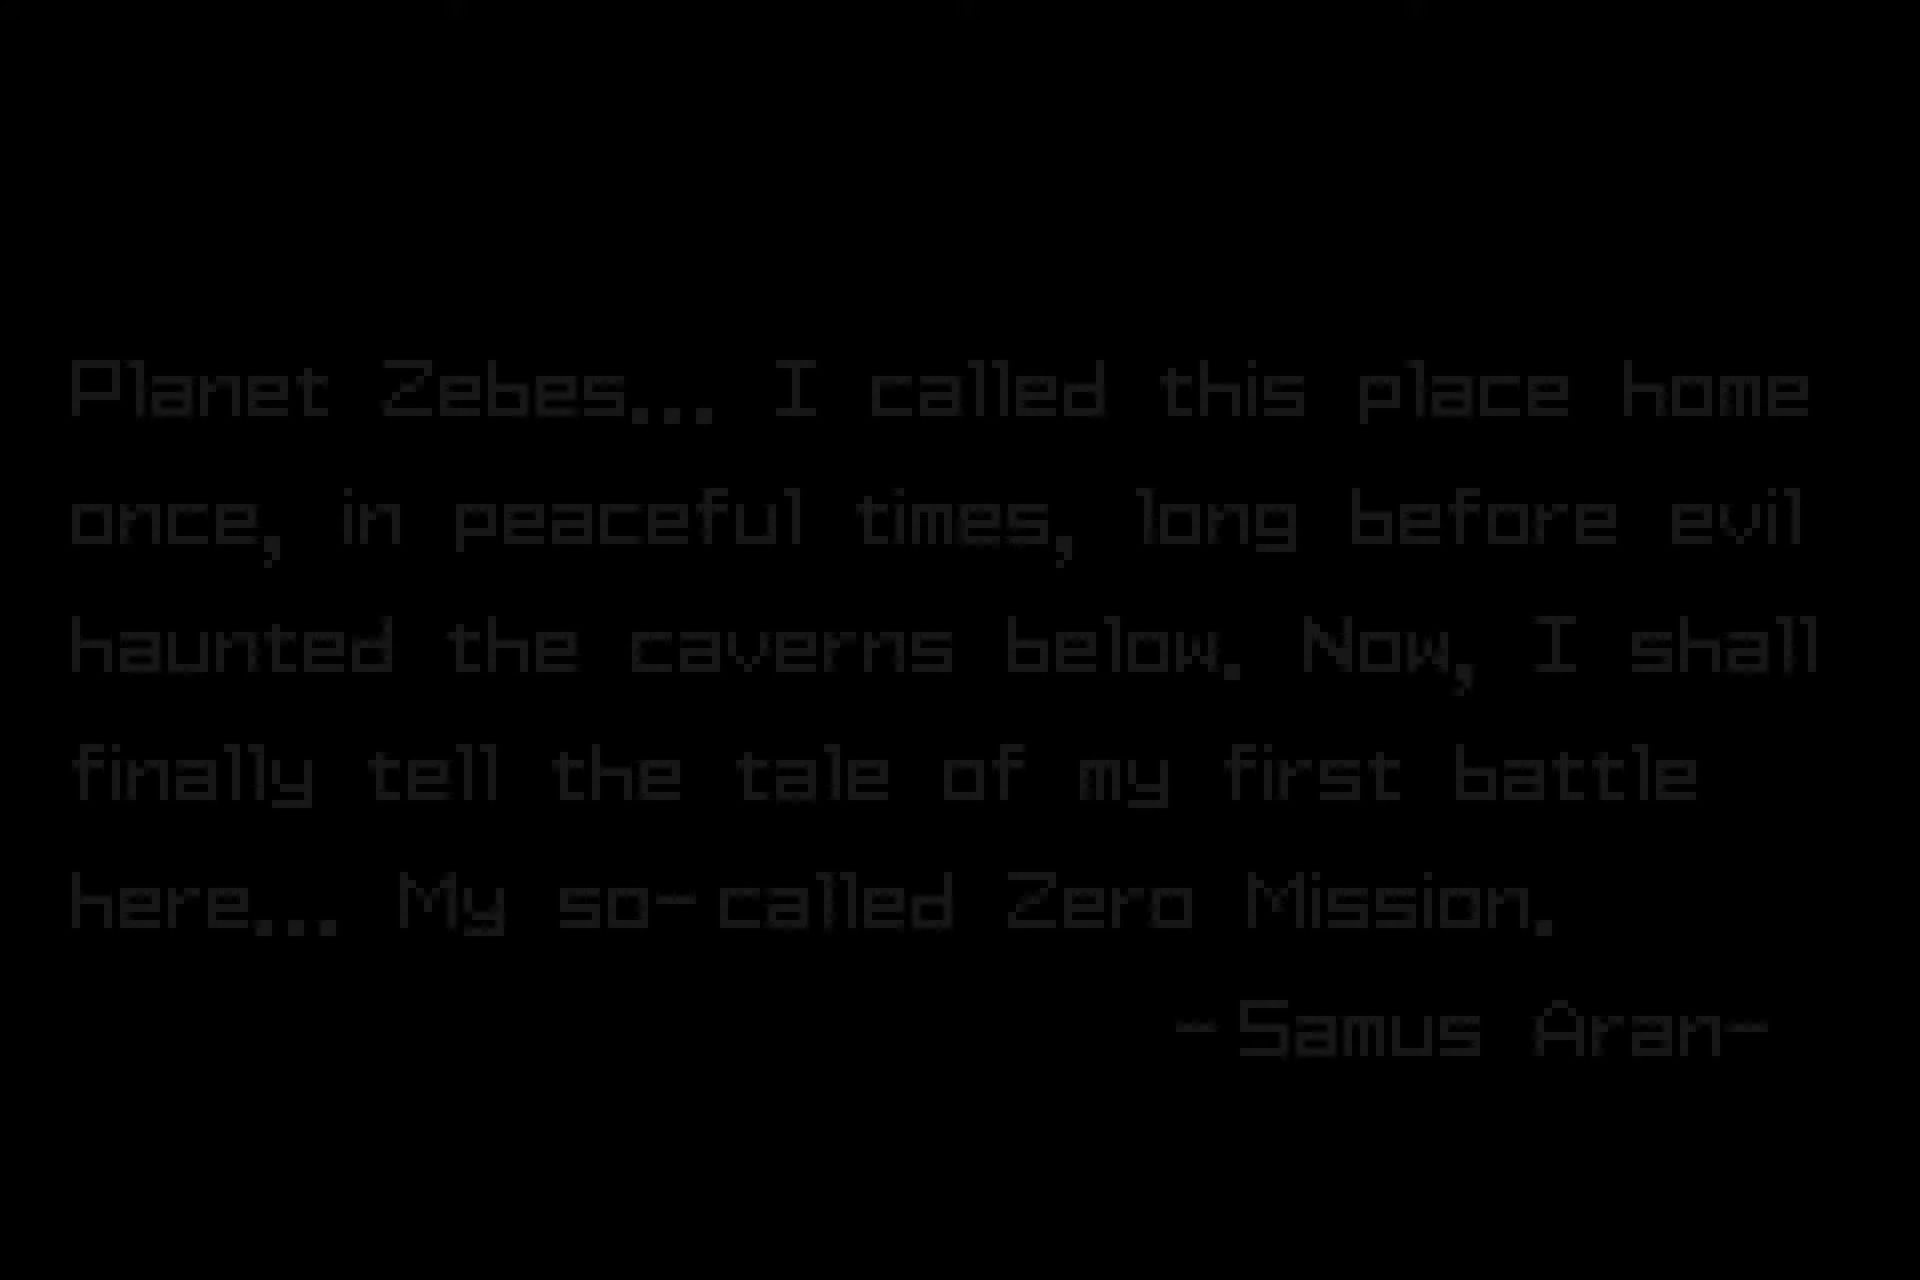 Planet Zebes... I called this place home
once, in peaceful times, long before evil
haunted the caverns below. Now, I shall
finally tell the tale of my first battle
here... My so-called Zero Mission.
-Samus Aran-